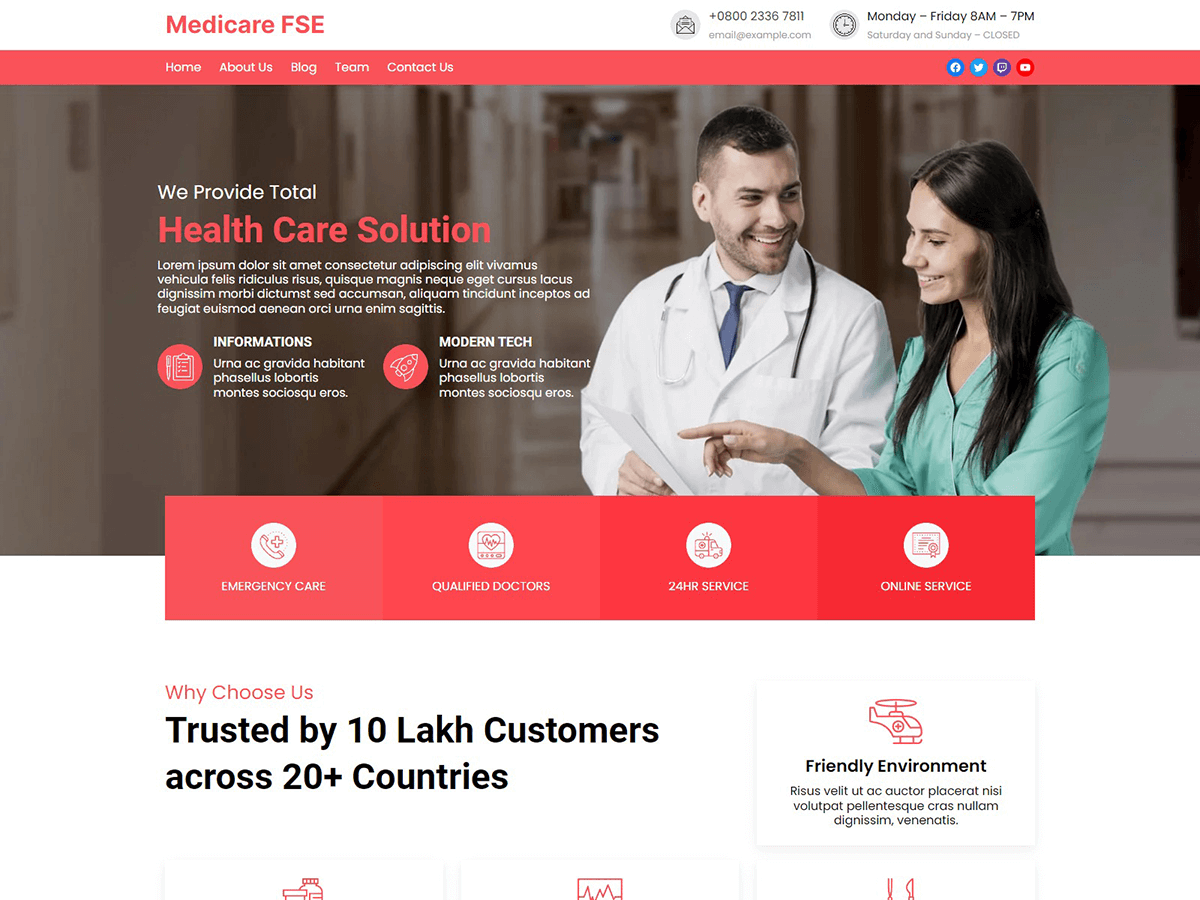 Medicare FSE
+0800 2336 7811
email@example.com
Monday – Friday 8AM – 7PM
Saturday and Sunday – CLOSED
Home
About Us
Blog
Team
Contact Us
We Provide Total
Health Care Solution
Lorem ipsum dolor sit amet consectetur adipiscing elit vivamus
vehicula felis ridiculus risus, quisque magnis neque eget cursus lacus
dignissim morbi dictumst sed accumsan, aliquam tincidunt inceptos ad
feugiat euismod aenean orci urna enim sagittis.
INFORMATIONS
Urna ac gravida habitant
phasellus lobortis
montes sociosqu eros.
MODERN TECH
Urna ac gravida habitant
phasellus lobortis
montes sociosqu eros.
EMERGENCY CARE
QUALIFIED DOCTORS
24HR SERVICE
ONLINE SERVICE
Why Choose Us
Trusted by 10 Lakh Customers
across 20+ Countries
Friendly Environment
Risus velit ut ac auctor placerat nisi
volutpat pellentesque cras nullam
dignissim, venenatis.